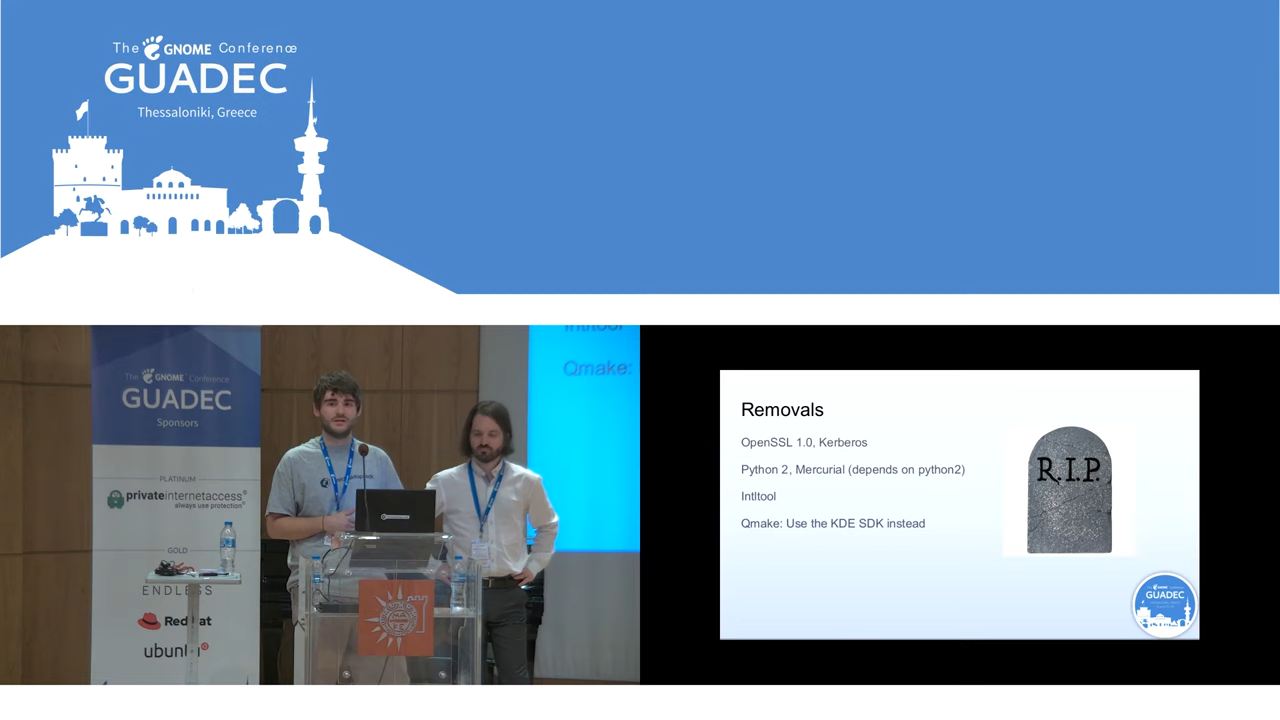 The GNOME Conference
GUADEC
Thessaloniki, Greece
Qmake:
The GNOME Conference
GUADEC
Sponsors
PLATINUM
privateinternetaccess®
always use protection
GOLD
ENDLESS
Red Hat
ubuntu
Removals
OpenSSL 1.0, Kerberos
Python 2, Mercurial (depends on python2)
Intltool
Qmake: Use the KDE SDK instead
R.I.P.
GUADEC